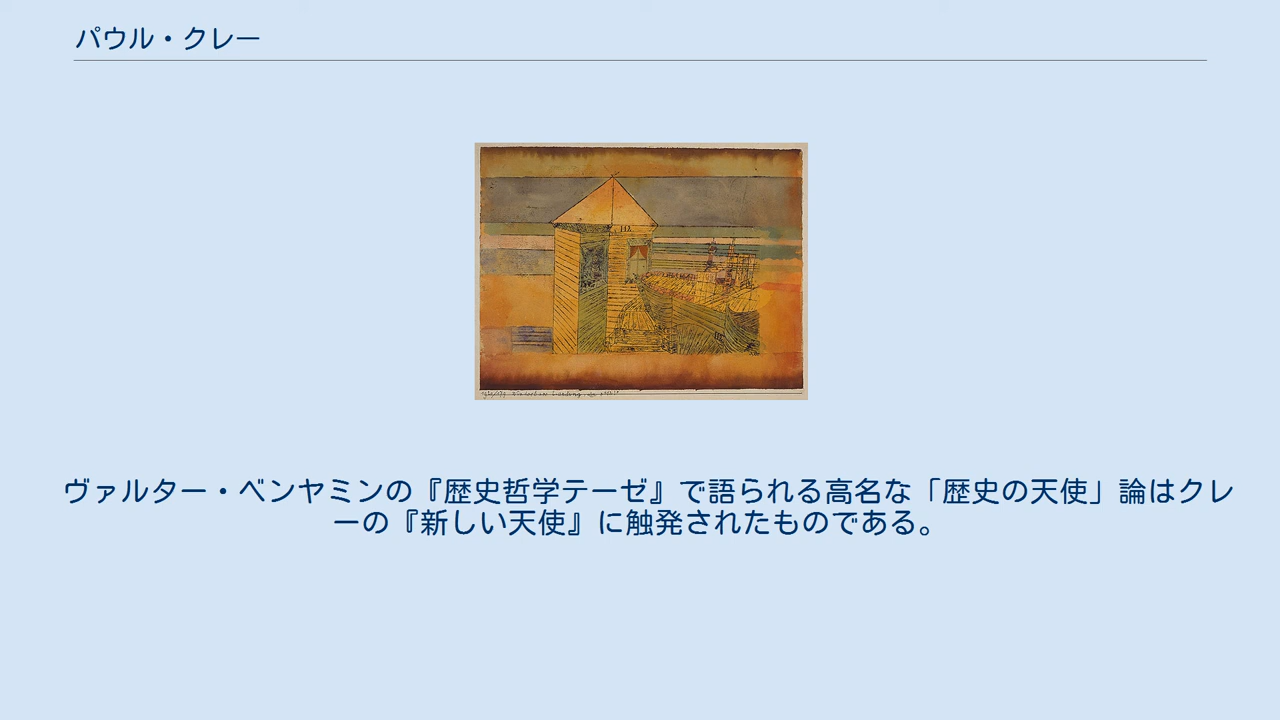 パウル・クレー
ヴァルター・ベンヤミンの『歴史哲学テーゼ』で語られる高名な「歴史の天使」論はクレ
ーの『新しい天使』に触発されたものである。